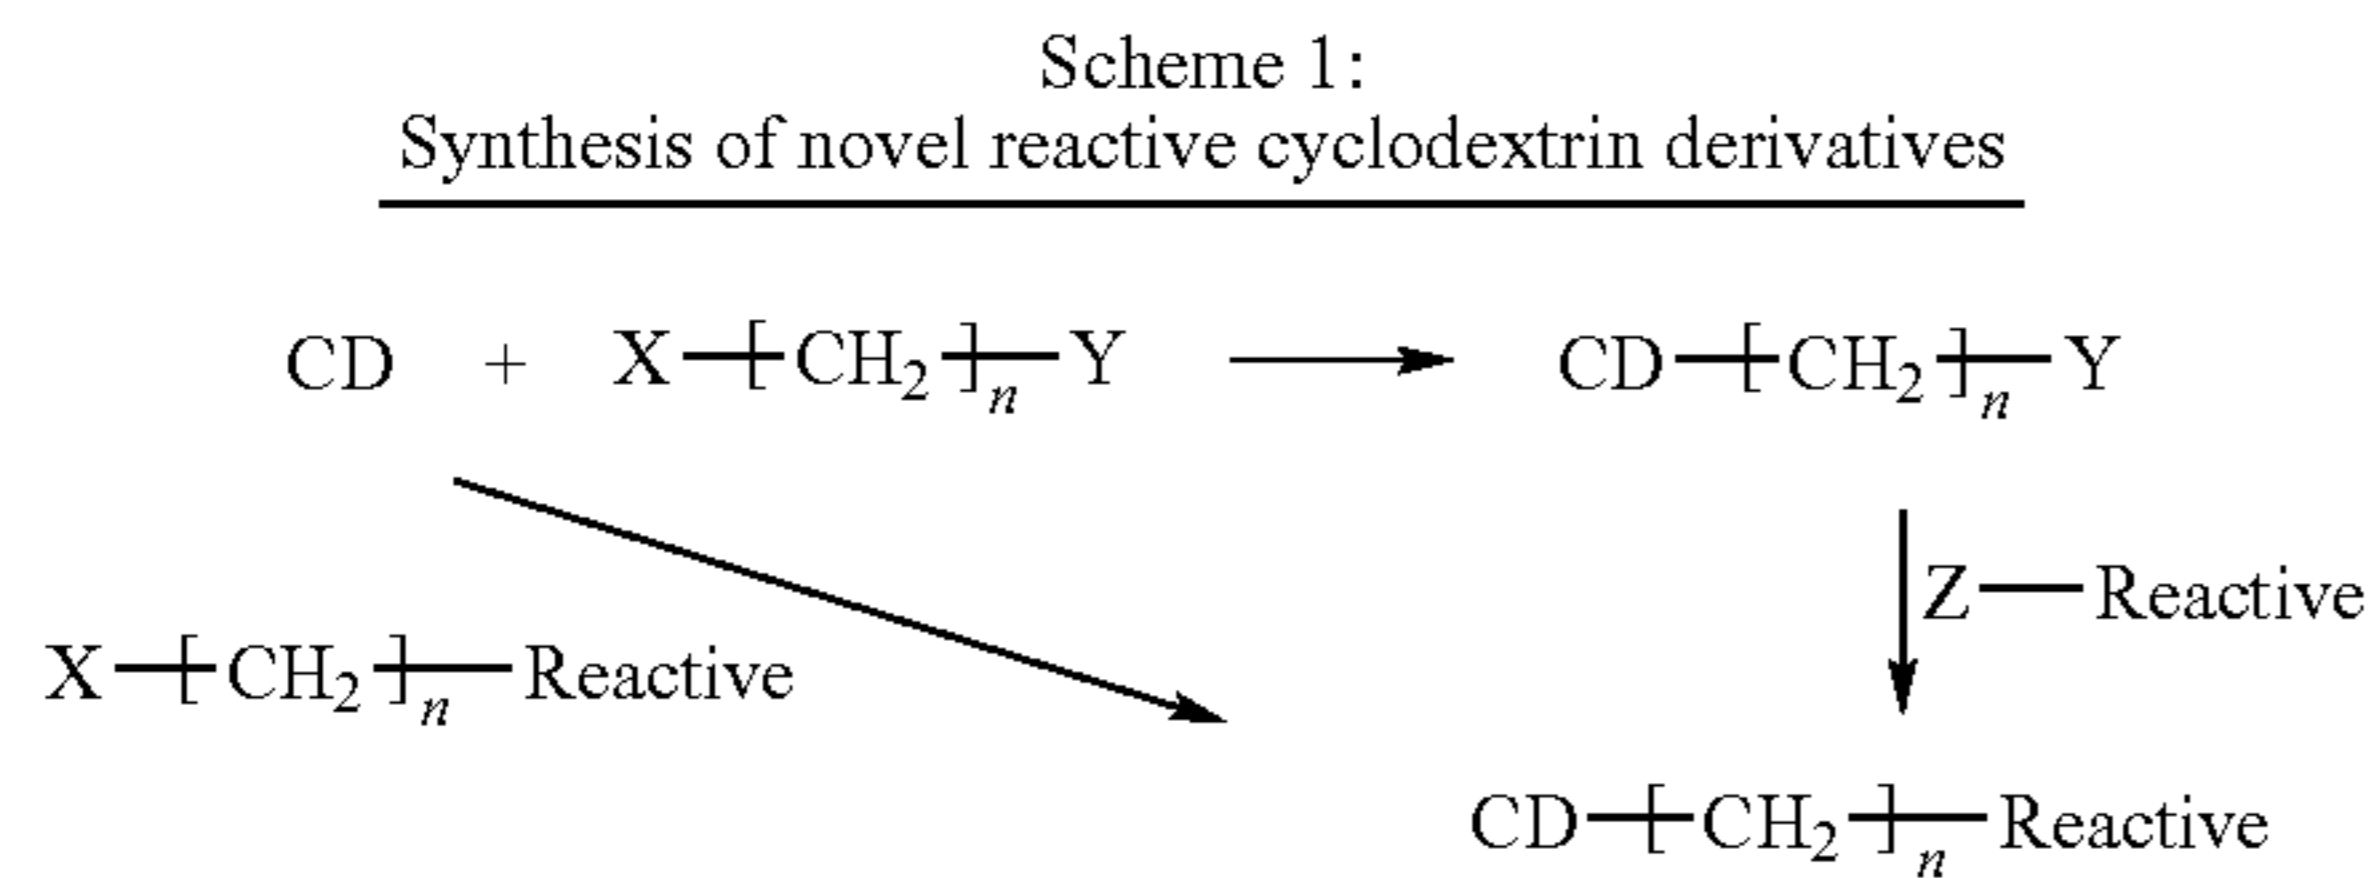 Scheme 1:
Synthesis of novel reactive cyclodextrin derivatives
CD + X—[CH₂]ₙ—Y ⟶ CD—[CH₂]ₙ—Y
Z—Reactive
X—[CH₂]ₙ—Reactive
CD—[CH₂]ₙ—Reactive